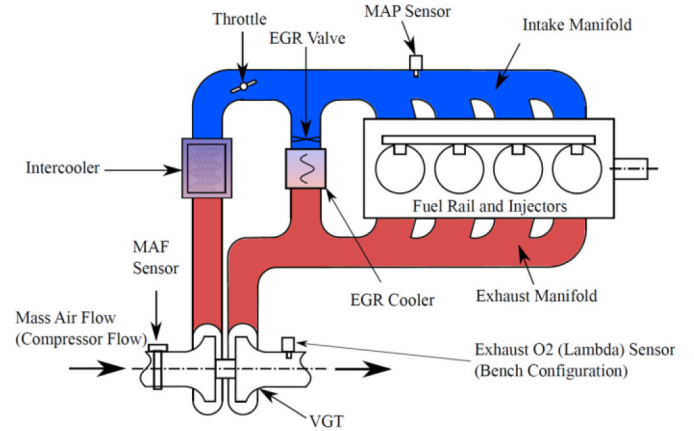 Throttle
EGR Valve
MAP Sensor
Intake Manifold
Intercooler
Fuel Rail and Injectors
MAF
Sensor
EGR Cooler
Exhaust Manifold
Mass Air Flow
(Compressor Flow)
Exhaust O2 (Lambda) Sensor
(Bench Configuration)
VGT